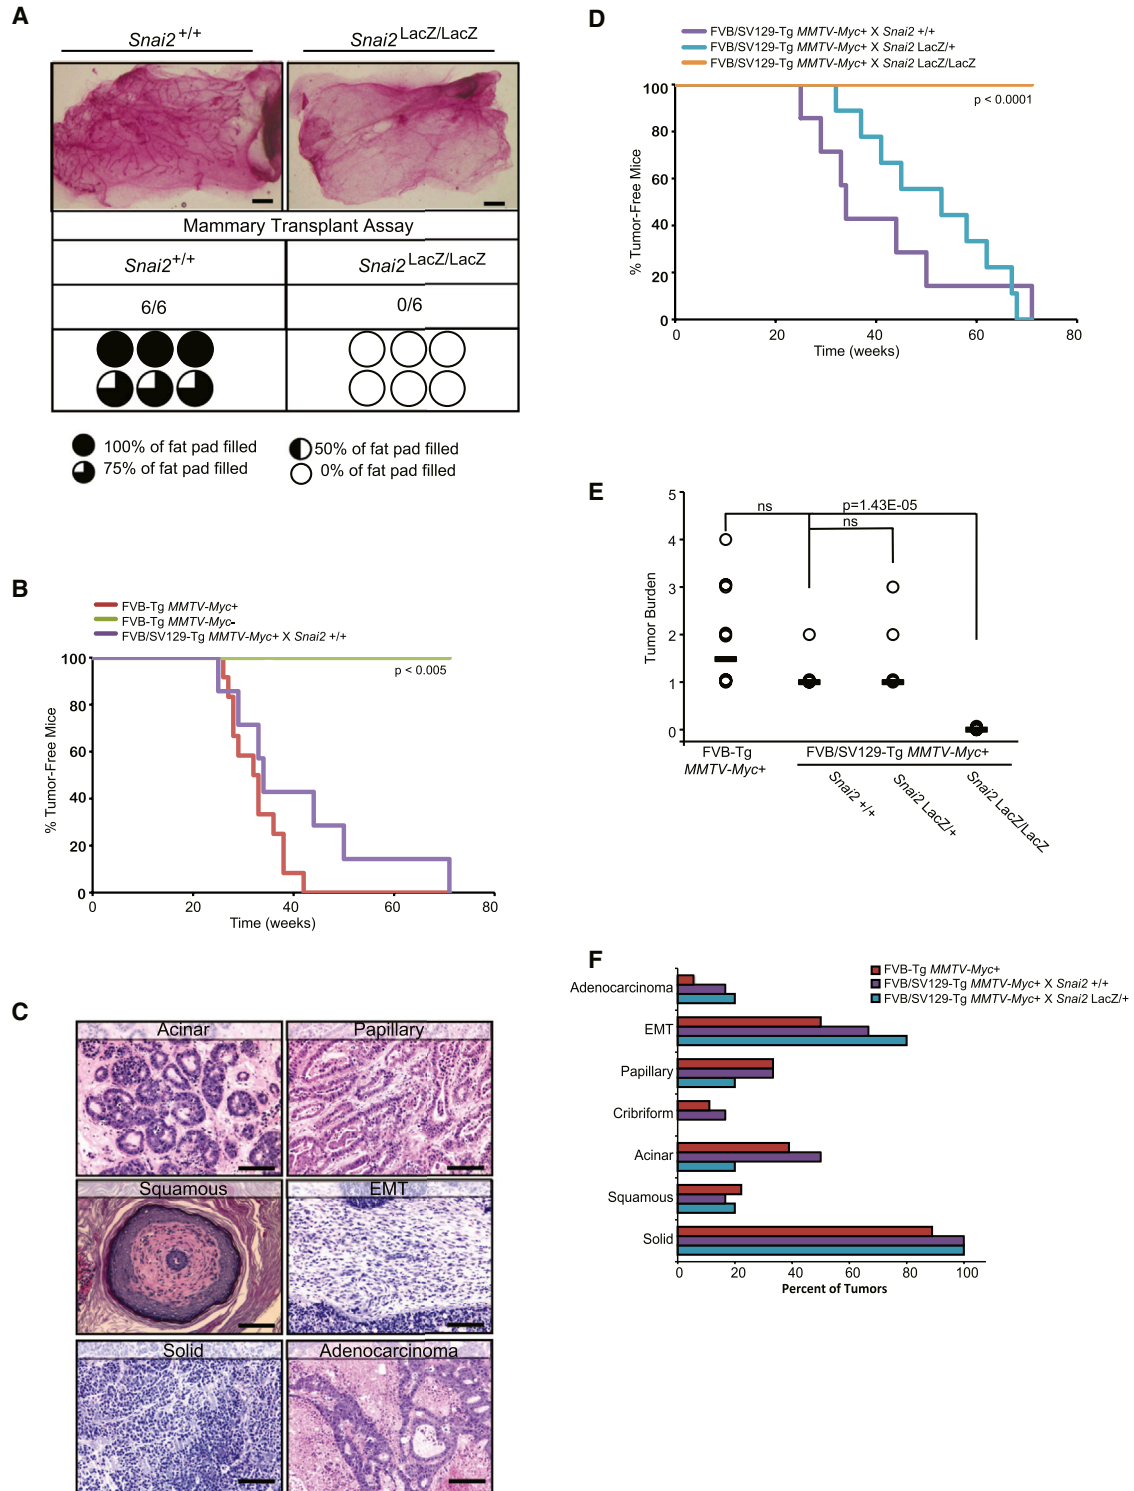 A
Snai2 +/+
Snai2 LacZ/LacZ
Mammary Transplant Assay
Snai2 +/+
Snai2 LacZ/LacZ
6/6
0/6
100% of fat pad filled
50% of fat pad filled
75% of fat pad filled
0% of fat pad filled
B
FVB-Tg MMTV-Myc+
FVB-Tg MMTV-Myc-
FVB/SV129-Tg MMTV-Myc+ X Snai2 +/+
p < 0.005
% Tumor-Free Mice
100
80
60
40
20
0
0
20
40
60
80
Time (weeks)
C
Acinar
Papillary
Squamous
EMT
Solid
Adenocarcinoma
D
FVB/SV129-Tg MMTV-Myc+ X Snai2 +/+
FVB/SV129-Tg MMTV-Myc+ X Snai2 LacZ/+
FVB/SV129-Tg MMTV-Myc+ X Snai2 LacZ/LacZ
p < 0.0001
% Tumor-Free Mice
100
80
60
40
20
0
0
20
40
60
80
Time (weeks)
E
Tumor Burden
5
4
3
2
1
0
ns
p=1.43E-05
ns
FVB-Tg
MMTV-Myc+
FVB/SV129-Tg MMTV-Myc+
Snai2 +/+
Snai2 LacZ/+
Snai2 LacZ/LacZ
F
FVB-Tg MMTV-Myc+
FVB/SV129-Tg MMTV-Myc+ X Snai2 +/+
FVB/SV129-Tg MMTV-Myc+ X Snai2 LacZ/+
Adenocarcinoma
EMT
Papillary
Cribriform
Acinar
Squamous
Solid
0
20
40
60
80
100
Percent of Tumors